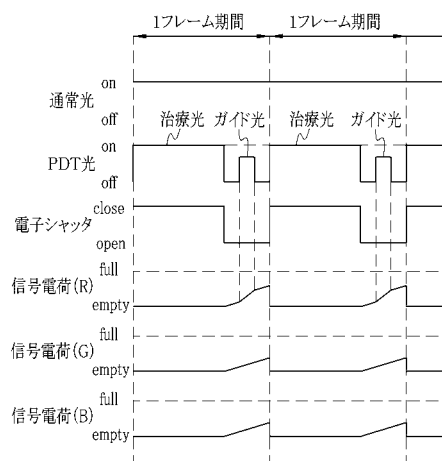 1フレーム期間 1フレーム期間
on
通常光
off
治療光 ガイド光 治療光 ガイド光
on
PDT光
off
close
電子シャッタ
open
full
信号電荷(R)
empty
full
信号電荷(G)
empty
full
信号電荷(B)
empty